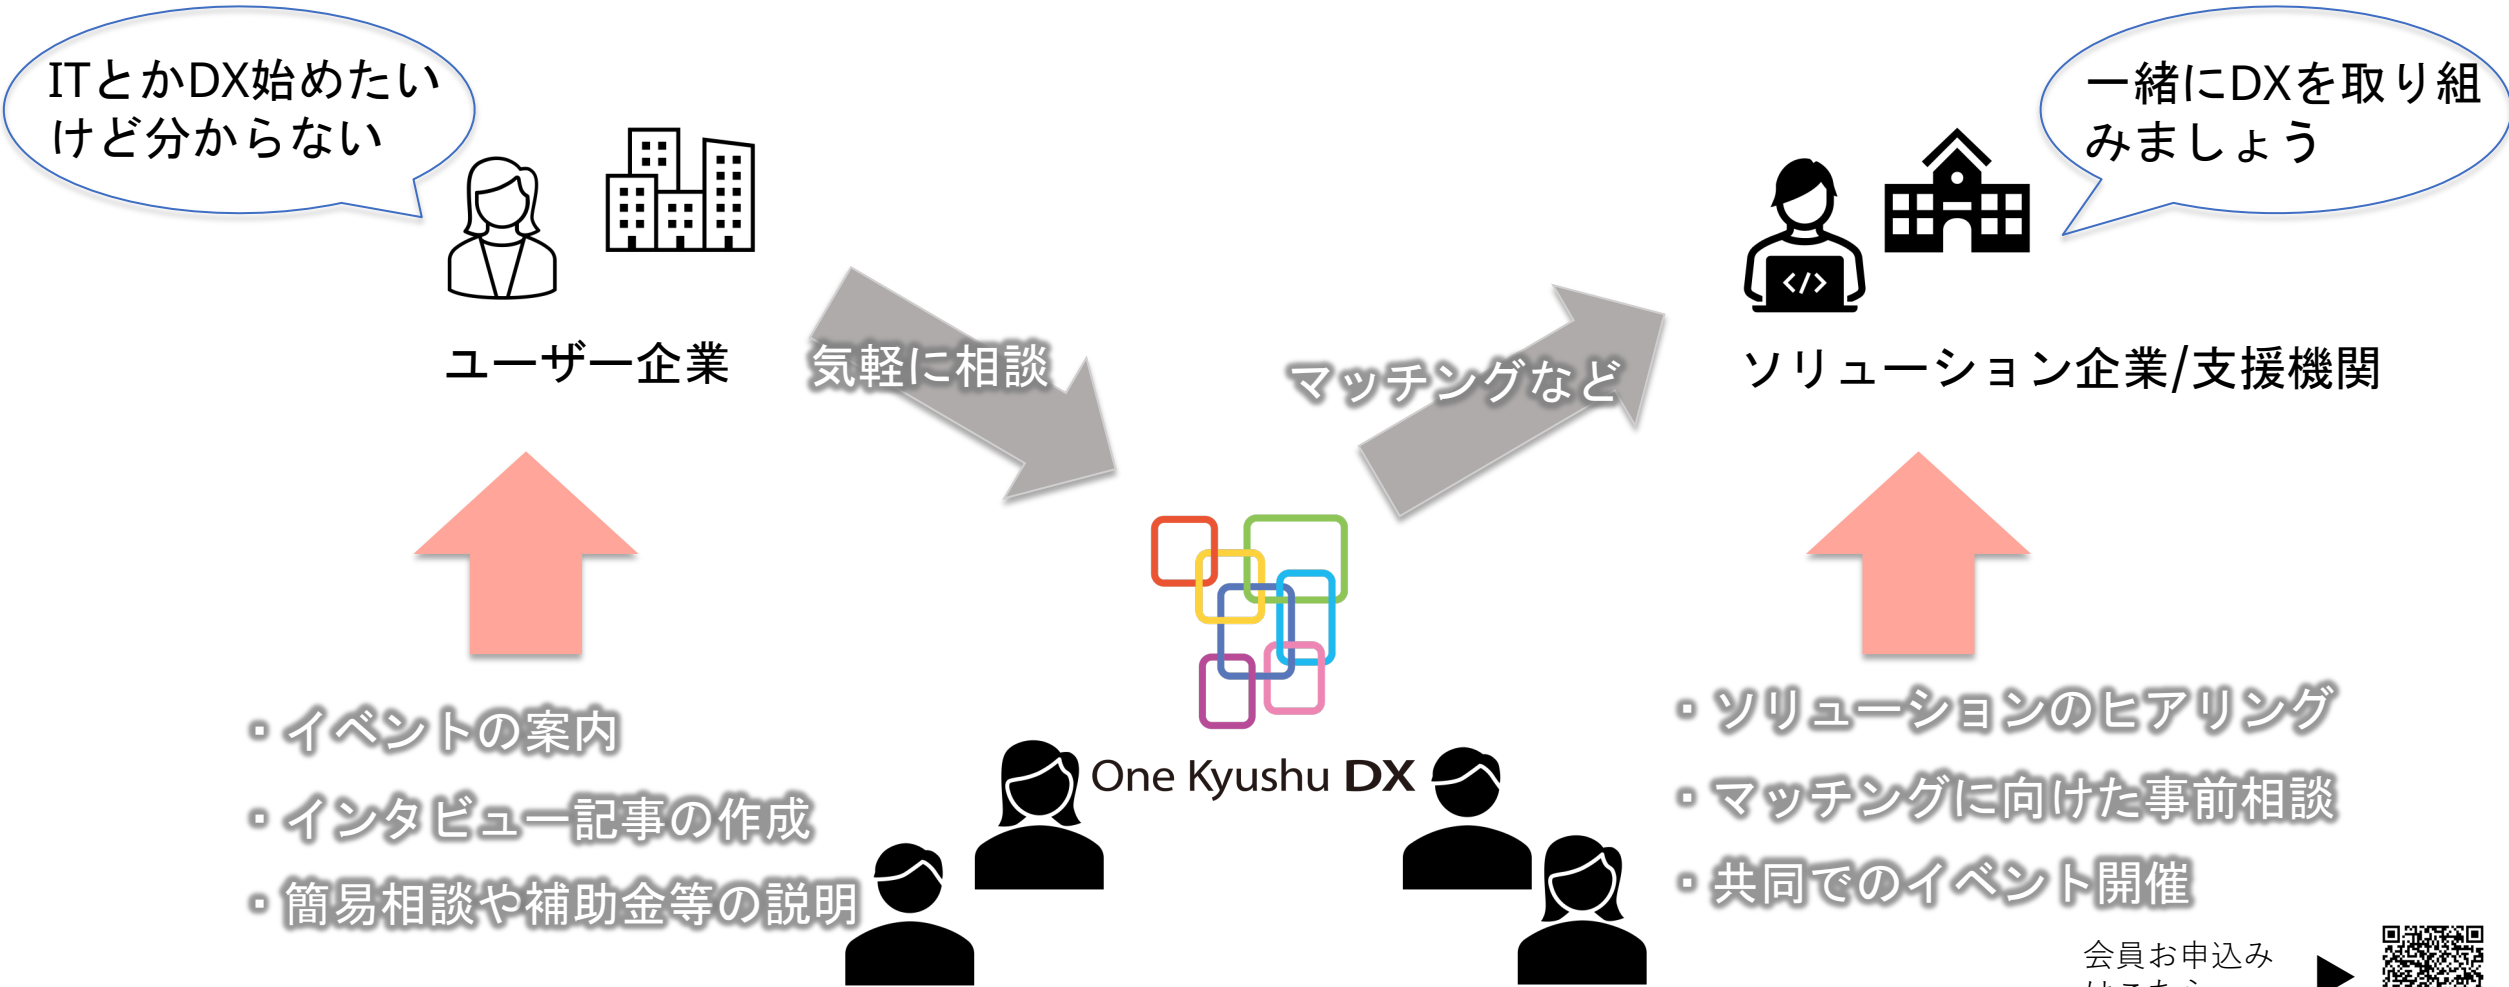 ITとかDX始めたい
けど分からない
一緒にDXを取り組
みましょう
ユーザー企業
気軽に相談
マッチングなど
ソリューション企業/支援機関
One Kyushu DX
・イベントの案内
・インタビュー記事の作成
・簡易相談や補助金等の説明
・ソリューションのヒアリング
・マッチングに向けた事前相談
・共同でのイベント開催
会員お申込み